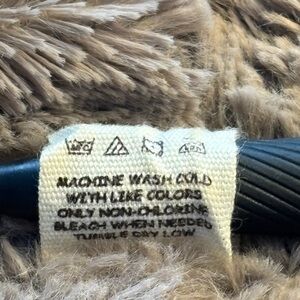 MACHINE WASH COLD
WITH LIKE COLORS
ONLY NON-CHLORINE
BLEACH WHEN NEEDED
TUMBLE DRY LOW